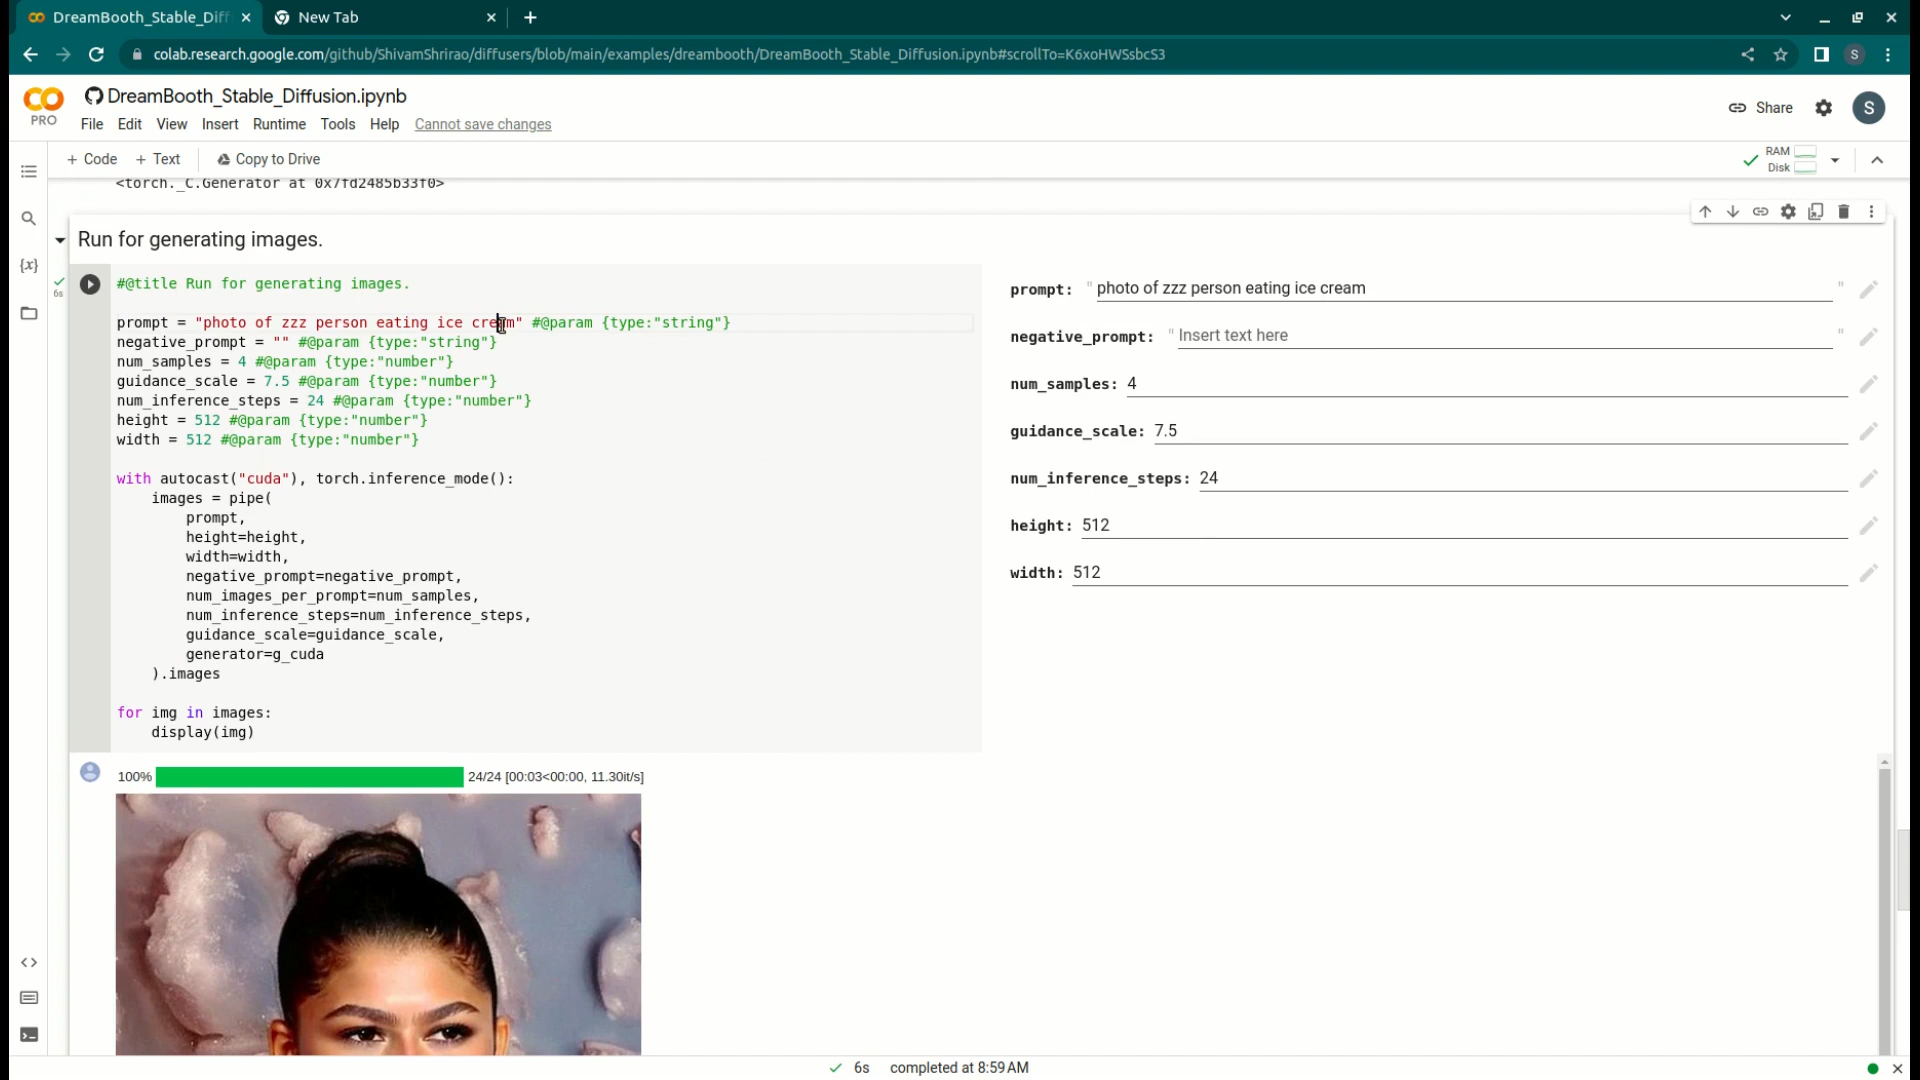 DreamBooth_Stable_Diff
New Tab
colab.research.google.com/github/ShivamShrirao/diffusers/blob/main/examples/dreambooth/DreamBooth_Stable_Diffusion.ipynb#scrollTo=K6xoHWSsbcS3
S
PRO
DreamBooth_Stable_Diffusion.ipynb
File Edit View Insert Runtime Tools Help Cannot save changes
Share
S
+ Code + Text Copy to Drive
RAM
Disk
<torch._C.Generator at 0x7fd2485b33f0>
Run for generating images.
{x}
6s
#@title Run for generating images.
prompt = "photo of zzz person eating ice cream" #@param {type:"string"}
negative_prompt = "" #@param {type:"string"}
num_samples = 4 #@param {type:"number"}
guidance_scale = 7.5 #@param {type:"number"}
num_inference_steps = 24 #@param {type:"number"}
height = 512 #@param {type:"number"}
width = 512 #@param {type:"number"}
with autocast("cuda"), torch.inference_mode():
images = pipe(
prompt,
height=height,
width=width,
negative_prompt=negative_prompt,
num_images_per_prompt=num_samples,
num_inference_steps=num_inference_steps,
guidance_scale=guidance_scale,
generator=g_cuda
).images
for img in images:
display(img)
prompt: " photo of zzz person eating ice cream "
negative_prompt: " Insert text here "
num_samples: 4
guidance_scale: 7.5
num_inference_steps: 24
height: 512
width: 512
100% 24/24 [00:03<00:00, 11.30it/s]
6s completed at 8:59 AM